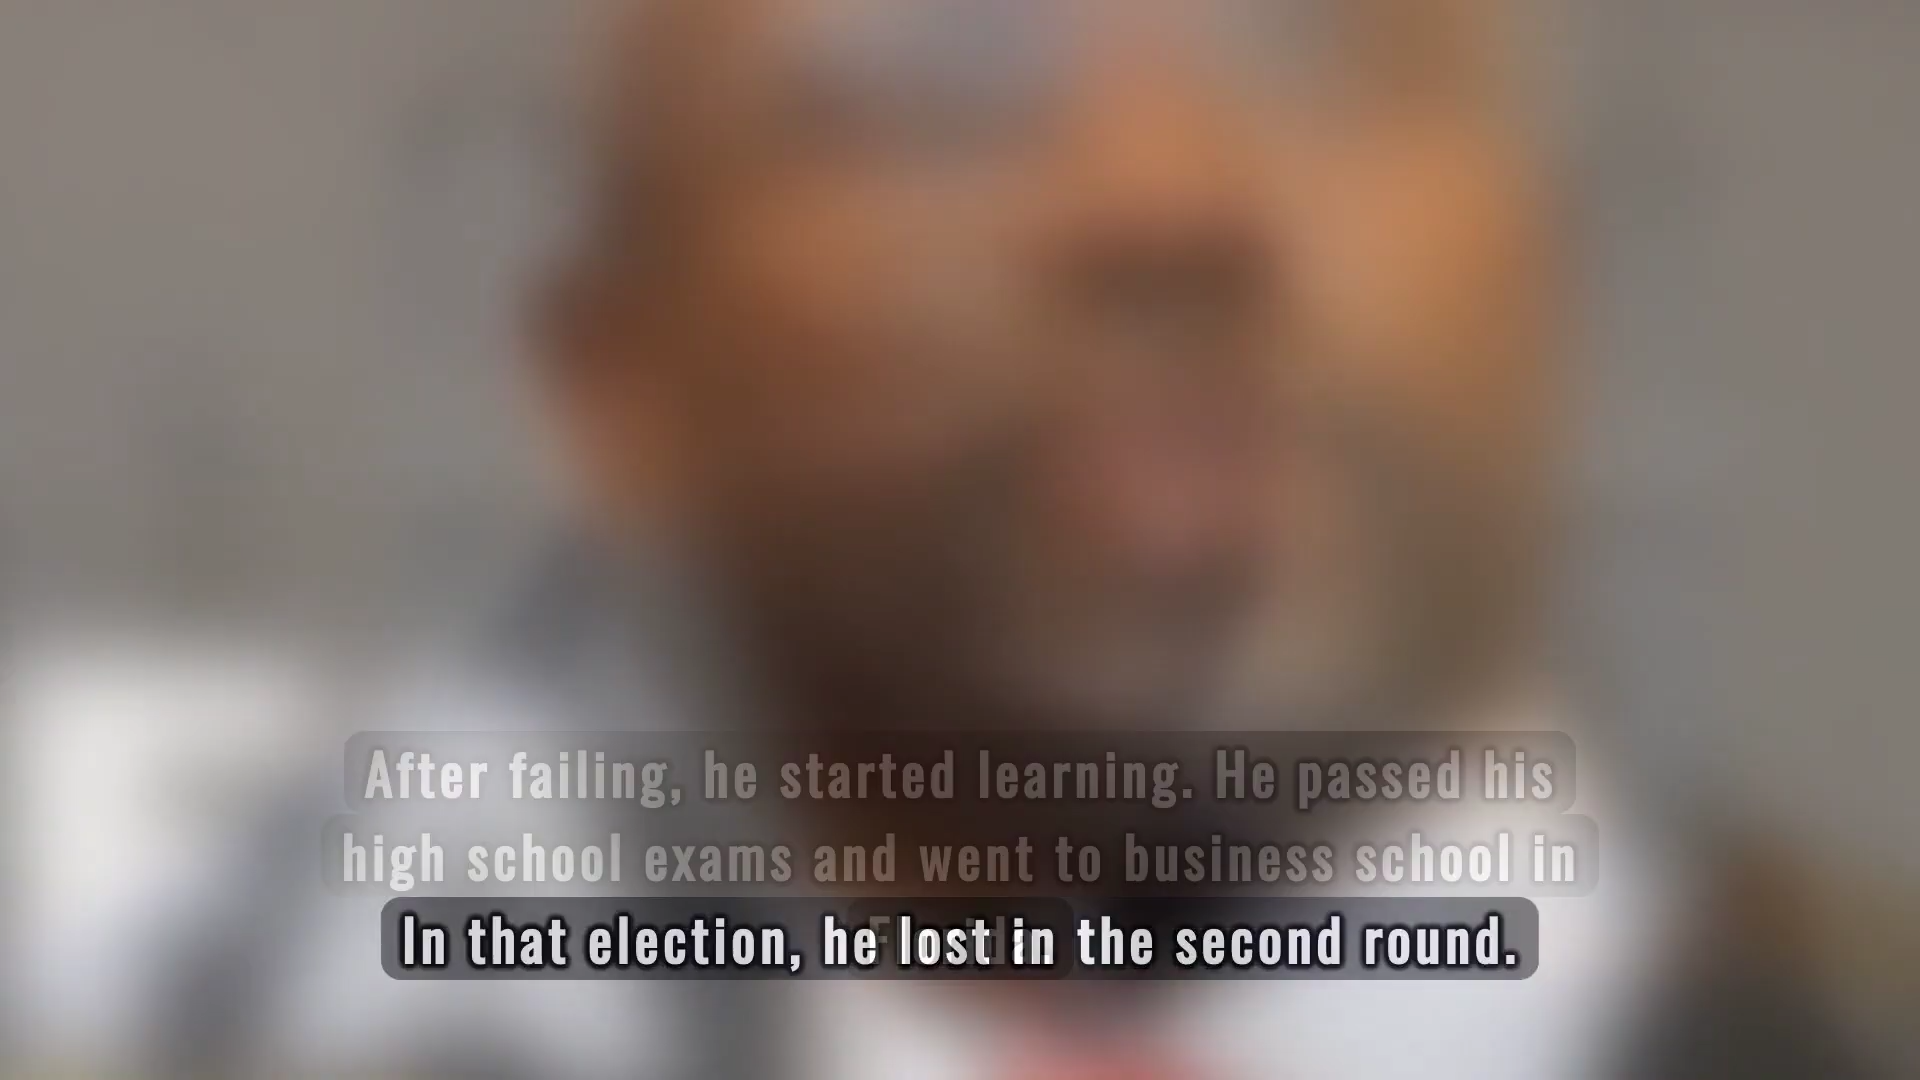 After failing, he started learning. He passed his
high school exams and went to business school in
In that election, he lost in the second round.